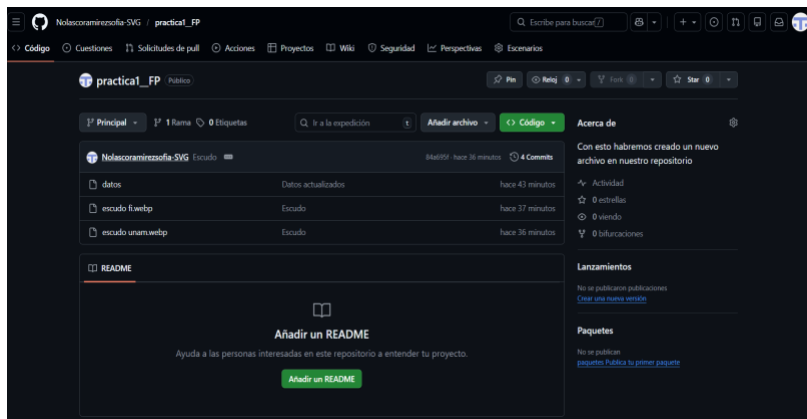 Nolascoramirezsofia-SVG / practica1_FP
Escribe para buscar[/]
Código Cuestiones Solicitudes de pull Acciones Proyectos Wiki Seguridad Perspectivas Escenarios
practica1__FP Público
Pin Reloj 0 Fork 0 Star 0
Principal 1 Rama 0 Etiquetas
Ir a la expedición t Añadir archivo Código
Nolascoramirezsofia-SVG Escudo
hace 36 minutos 4 Commits
datos Datos actualizados hace 43 minutos
escudo fi.webp Escudo hace 37 minutos
escudo unam.webp Escudo hace 36 minutos
README
Añadir un README
Ayuda a las personas interesadas en este repositorio a entender tu proyecto.
Añadir un README
Acerca de
Con esto habremos creado un nuevo
archivo en nuestro repositorio
Actividad
0 estrellas
0 viendo
0 bifurcaciones
Lanzamientos
No se publicaron publicaciones
Crear una nueva versión
Paquetes
No se publican
paquetes Publica tu primer paquete